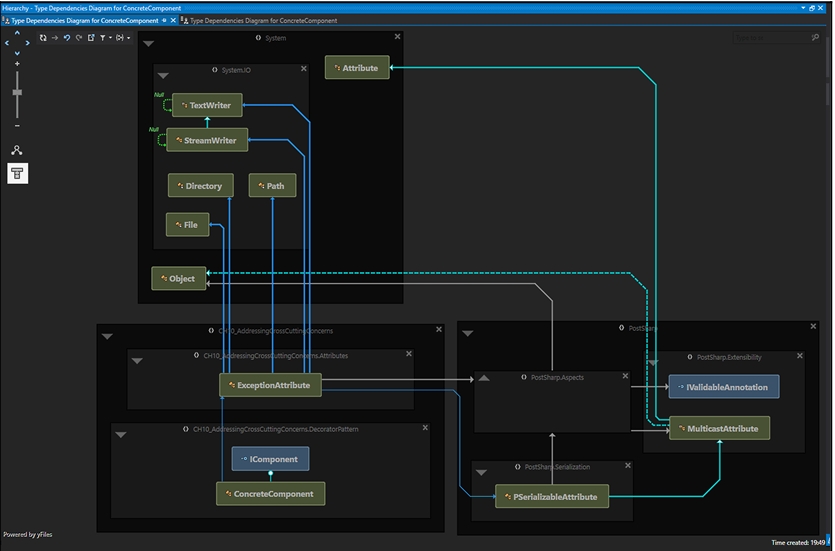 Hierarchy - Type Dependencies Diagram for ConcreteComponent
Type Dependencies Diagram for ConcreteComponent
Type Dependencies Diagram for ConcreteComponent
System
System.IO
Attribute
Null
TextWriter
Null
StreamWriter
Directory
Path
File
Object
CH10_AddressingCrossCuttingConcerns
PostSharp
CH10_AddressingCrossCuttingConcerns.Attributes
PostSharp.Extensibility
ExceptionAttribute
PostSharp.Aspects
IValidableAnnotation
CH10_AddressingCrossCuttingConcerns.DecoratorPattern
MulticastAttribute
IComponent
PostSharp.Serialization
ConcreteComponent
PSerializableAttribute
Powered by yFiles
Time created: 19:49